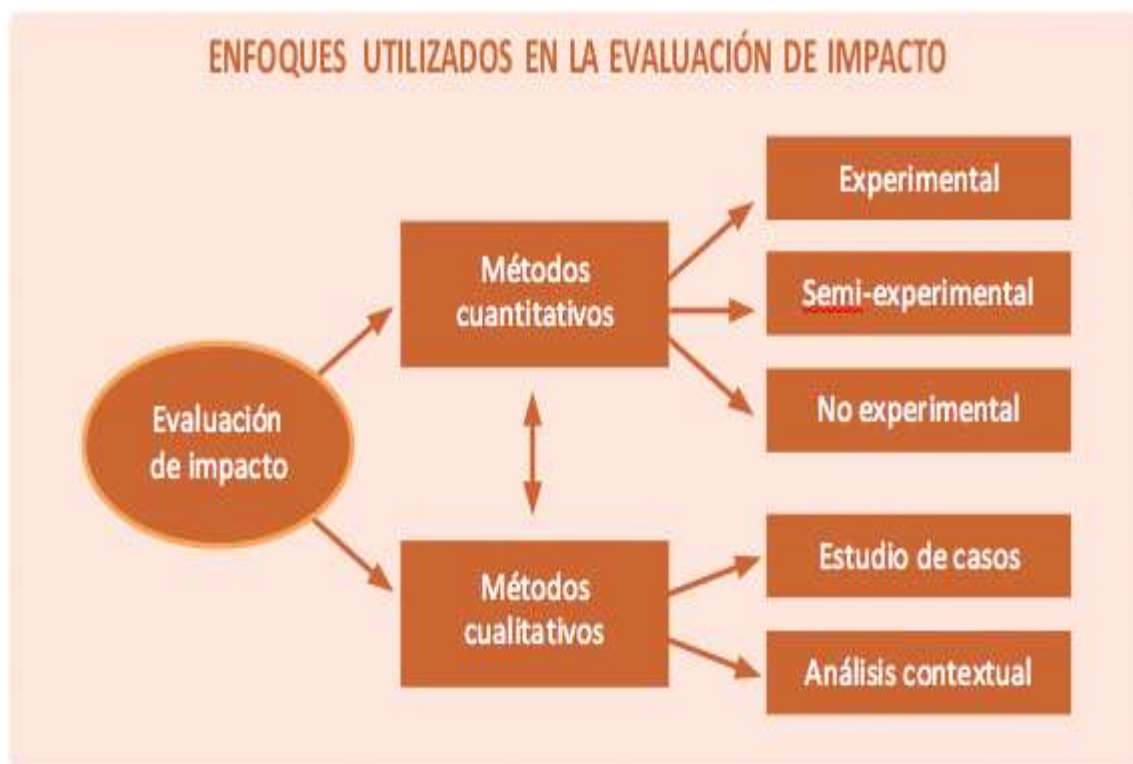 ENFOQUES UTILIZADOS EN LA EVALUACIÓN DE IMPACTO
Evaluación
de impacto
Métodos
cuantitativos
Experimental
Semi-experimental
No experimental
Métodos
cualitativos
Estudio de casos
Análisis contextual